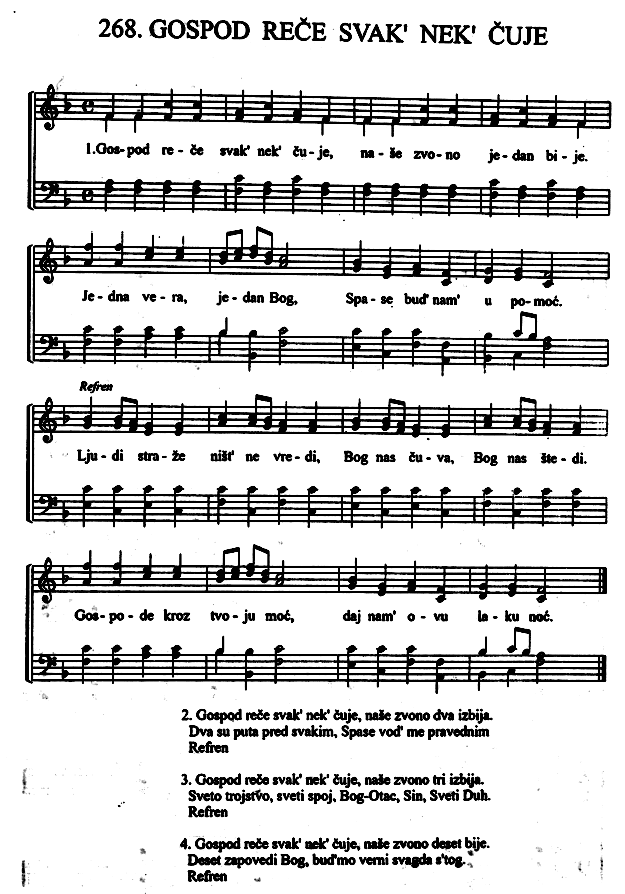 268. GOSPOD REČE SVAK' NEK' ČUJE
1.Gos-pod re - če svak' nek' ču - je, na - še zvo - no je - dan bi - je.
Je - dna ve - ra, je - dan Bog, Spa - se bud' nam' u po-moć.
Refren
Lju - di stra - že ništ' ne vre - di, Bog nas ču - va, Bog nas šte - di.
Gos - po - de kroz tvo - ju moć, daj nam' o - vu la - ku noć.
2. Gospod reče svak' nek' čuje, naše zvono dva izbija.
Dva su puta pred svakim, Spase vod' me pravednim
Refren
3. Gospod reče svak' nek' čuje, naše zvono tri izbija.
Sveto trojstvo, sveti spoj, Bog-Otac, Sin, Sveti Duh.
Refren
4. Gospod reče svak' nek' čuje, naše zvono deset bije.
Deset zapovedi Bog, bud'mo verni svagda s'tog.
Refren